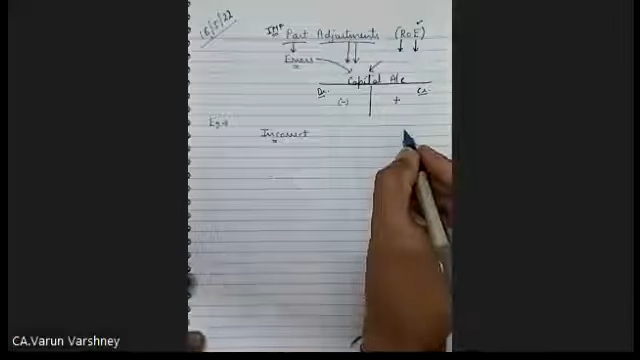 16/5/22
IMP Past Adjustments (RoE)
Errors
Capital A/c
Dr. Cr.
(-) +
Eg →
Incorrect
CA.Varun Varshney